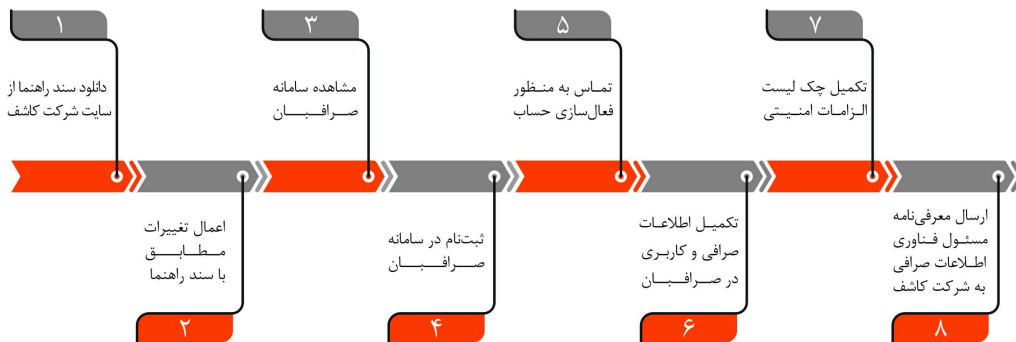 ۱
دانلود سند راهنما از
سایت شرکت کاشف
۲
اعمال تغییرات
مطابق
با سند راهنما
۳
مشاهده سامانه
صرافبان
۴
ثبت‌نام در سامانه
صرافبان
۵
تماس به منظور
فعال‌سازی حساب
۶
تکمیل اطلاعات
صرافی و کاربری
در صرافبان
۷
تکمیل چک لیست
الزامات امنیتی
۸
ارسال معرفی‌نامه
مسئول فناوری
اطلاعات صرافی
به شرکت کاشف